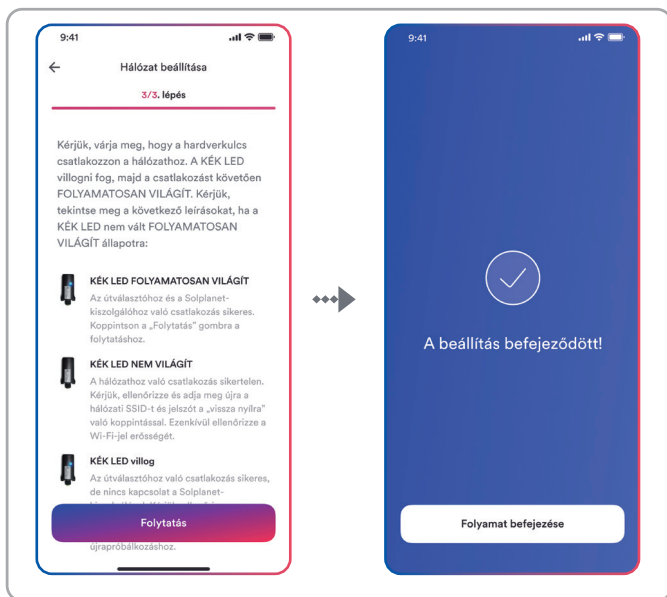 9:41
Hálózat beállítása
3/3. lépés
Kérjük, várja meg, hogy a hardverkulcs
csatlakozzon a hálózathoz. A KÉK LED
villogni fog, majd a csatlakozást követően
FOLYAMATOSAN VILÁGÍT. Kérjük,
tekintse meg a következő leírásokat, ha a
KÉK LED nem vált FOLYAMATOSAN
VILÁGÍT állapotra:
KÉK LED FOLYAMATOSAN VILÁGÍT
Az útválasztóhoz és a Solplanet-
kiszolgálóhoz való csatlakozás sikeres.
Koppintson a „Folytatás” gombra a
folytatáshoz.
KÉK LED NEM VILÁGÍT
A hálózathoz való csatlakozás sikertelen.
Kérjük, ellenőrizze és adja meg újra a
hálózati SSID-t és jelszót a „vissza nyílra”
való koppintással. Ezenkívül ellenőrizze a
Wi-Fi-jel erősségét.
KÉK LED villog
Az útválasztóhoz való csatlakozás sikeres,
de nincs kapcsolat a Solplanet-
Folytatás
újrapróbálkozáshoz.
9:41
A beállítás befejeződött!
Folyamat befejezése